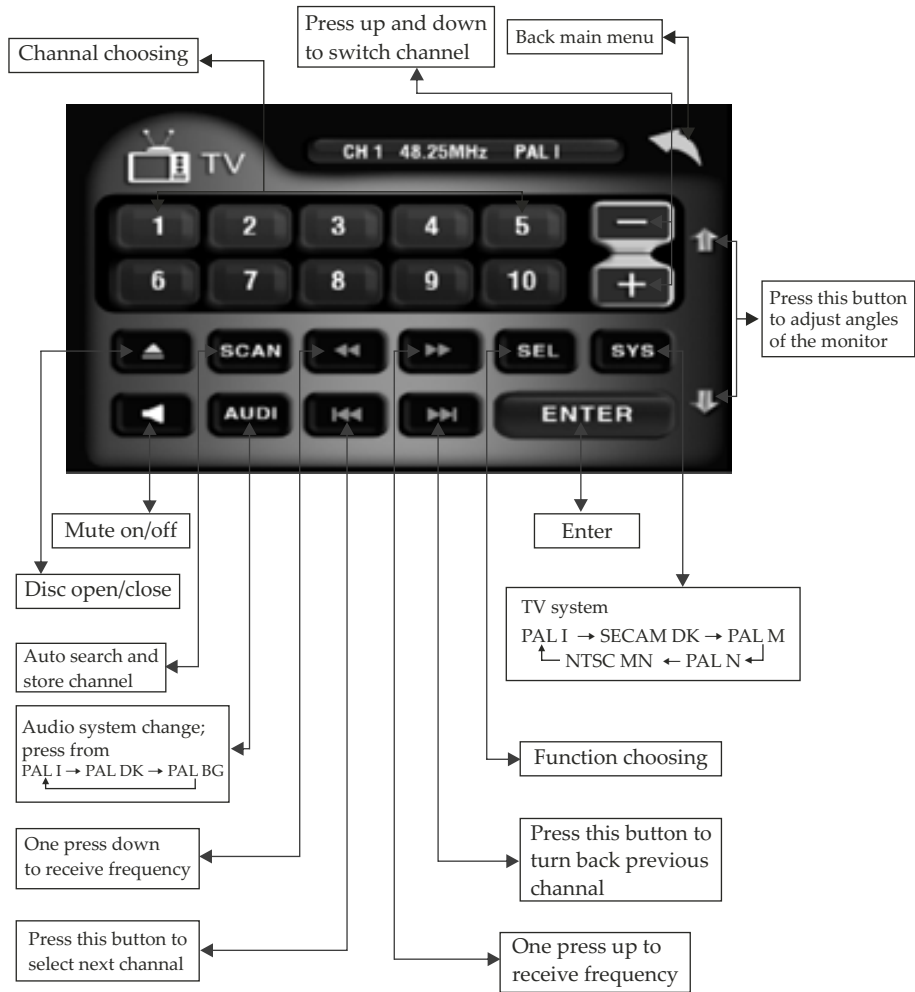 Press up and down
to switch channel
Back main menu
Channal choosing
TV
CH 1 48.25MHz PAL I
1 2 3 4 5 −
6 7 8 9 10 +
Press this button
to adjust angles
of the monitor
SCAN SEL SYS
AUDI ENTER
Mute on/off
Enter
Disc open/close
TV system
PAL I → SECAM DK → PAL M
NTSC MN ← PAL N
Auto search and
store channel
Audio system change;
press from
PAL I → PAL DK → PAL BG
Function choosing
One press down
to receive frequency
Press this button to
turn back previous
channel
Press this button to
select next channel
One press up to
receive frequency